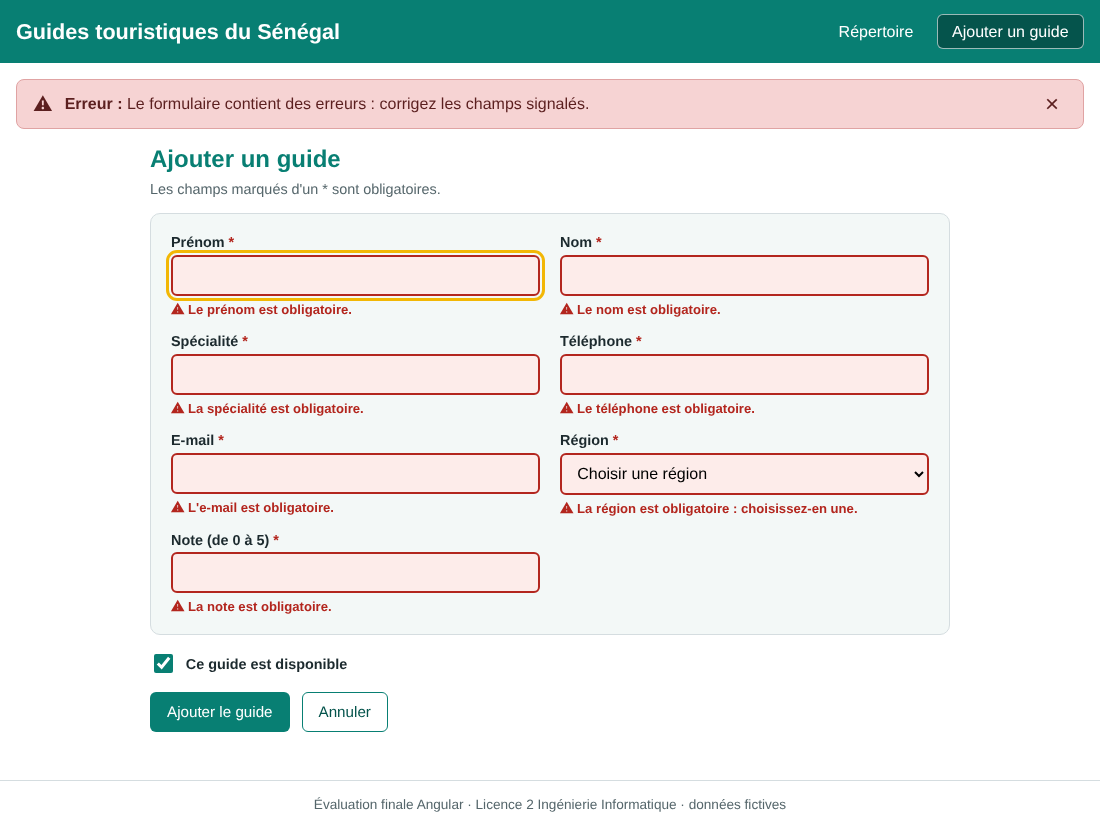 Guides touristiques du Sénégal
Répertoire
Ajouter un guide
Erreur : Le formulaire contient des erreurs : corrigez les champs signalés.
Ajouter un guide
Les champs marqués d'un * sont obligatoires.
Prénom *
Nom *
Le prénom est obligatoire.
Le nom est obligatoire.
Spécialité *
Téléphone *
La spécialité est obligatoire.
Le téléphone est obligatoire.
E-mail *
Région *
Choisir une région
L'e-mail est obligatoire.
La région est obligatoire : choisissez-en une.
Note (de 0 à 5) *
La note est obligatoire.
Ce guide est disponible
Ajouter le guide
Annuler
Évaluation finale Angular · Licence 2 Ingénierie Informatique · données fictives